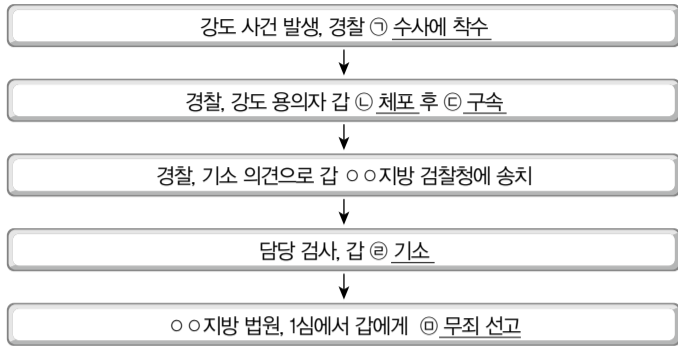 강도 사건 발생, 경찰 ㉠ 수사에 착수
경찰, 강도 용의자 갑 ㉡ 체포 후 ㉢ 구속
경찰, 기소 의견으로 갑 ○○지방 검찰청에 송치
담당 검사, 갑 ㉣ 기소
○○지방 법원, 1심에서 갑에게 ㉤ 무죄 선고